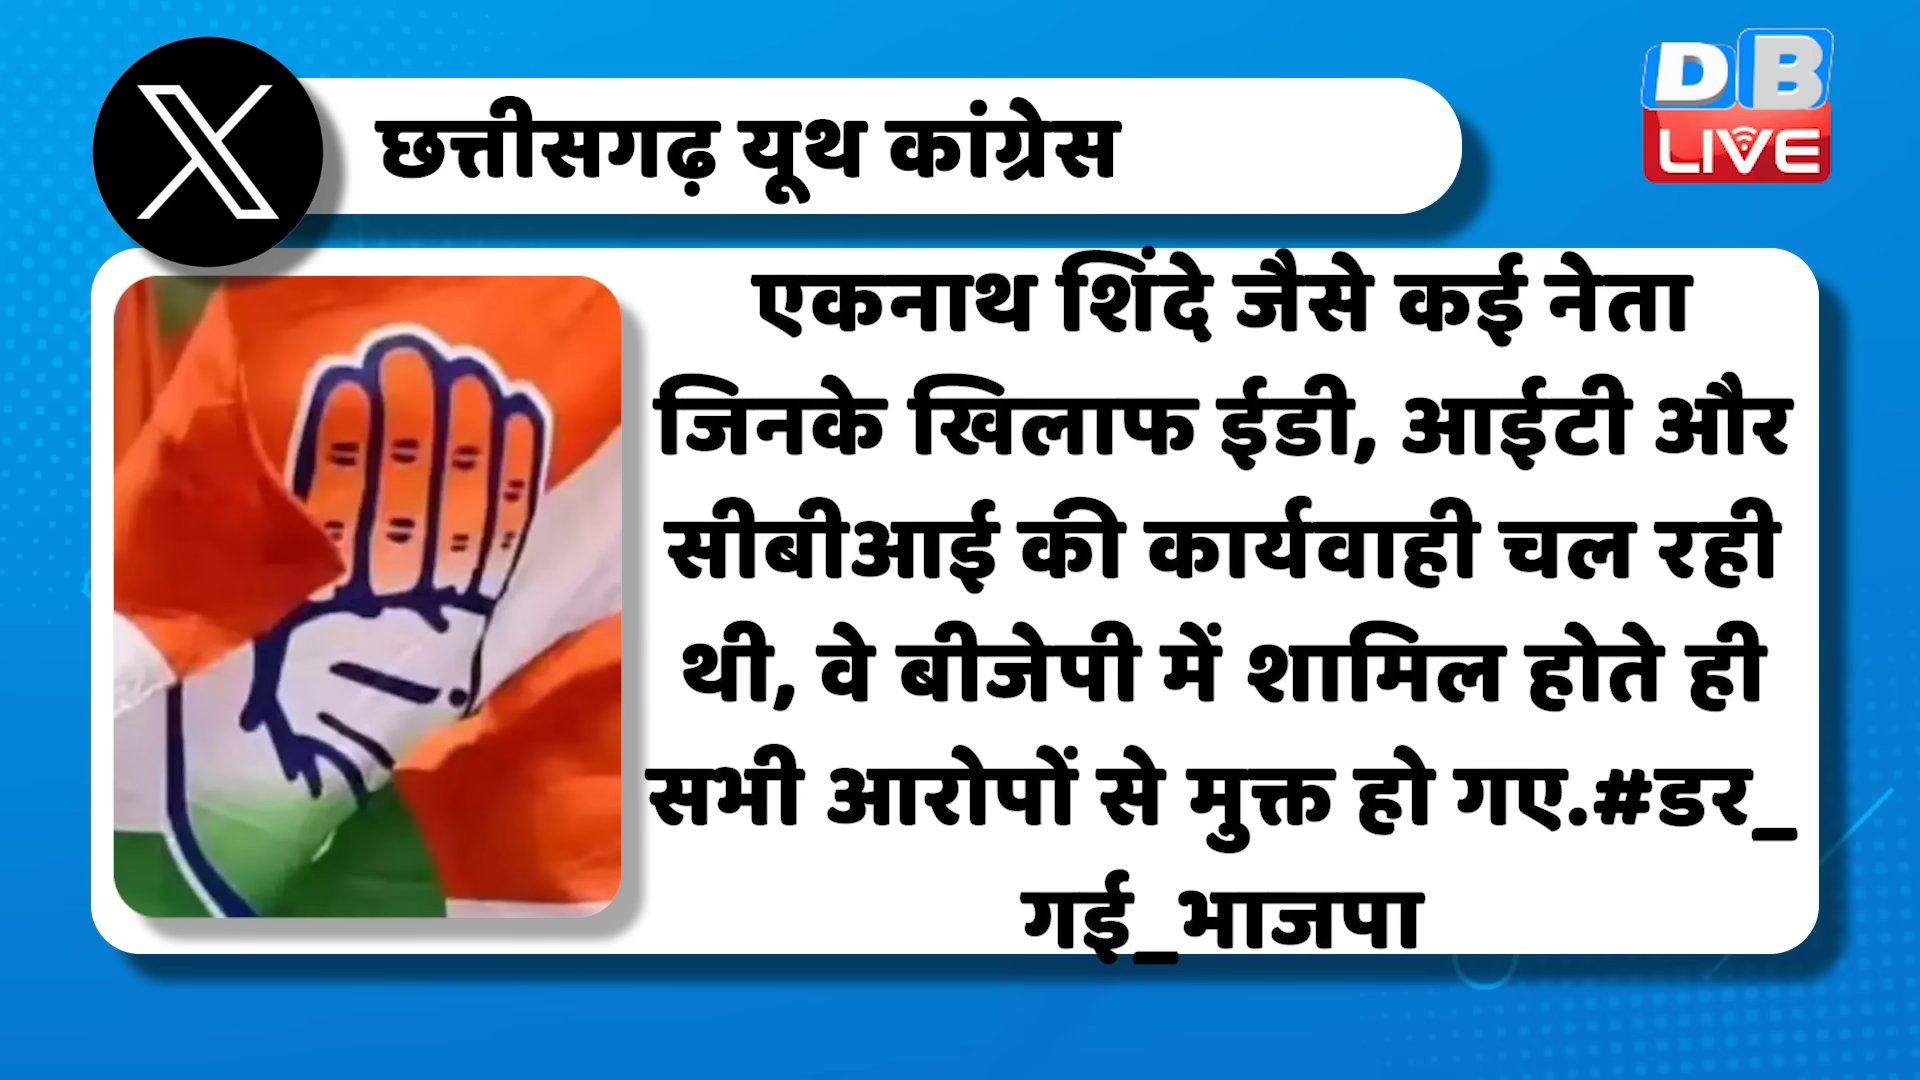 छत्तीसगढ़ यूथ कांग्रेस
DB
LIVE
एकनाथ शिंदे जैसे कई नेता
जिनके खिलाफ ईडी, आईटी और
सीबीआई की कार्यवाही चल रही
थी, वे बीजेपी में शामिल होते ही
सभी आरोपों से मुक्त हो गए.#डर_
गई_भाजपा